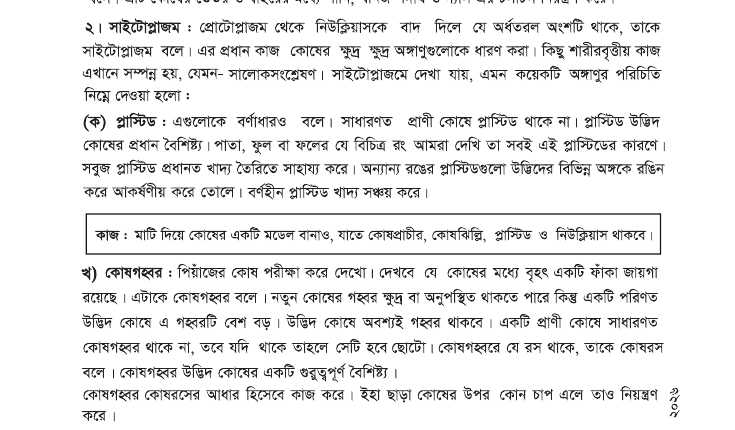 ২। সাইটোপ্লাজম : প্রোটোপ্লাজম থেকে নিউক্লিয়াসকে বাদ দিলে যে অর্ধতরল অংশটি থাকে, তাকে
সাইটোপ্লাজম বলে। এর প্রধান কাজ কোষের ক্ষুদ্র ক্ষুদ্র অঙ্গাণুগুলোকে ধারণ করা। কিছু শারীরবৃত্তীয় কাজ
এখানে সম্পন্ন হয়, যেমন- সালোকসংশ্লেষণ। সাইটোপ্লাজমে দেখা যায়, এমন কয়েকটি অঙ্গাণুর পরিচিতি
নিম্নে দেওয়া হলো :
(ক) প্লাস্টিড : এগুলোকে বর্ণাধারও বলে। সাধারণত প্রাণী কোষে প্লাস্টিড থাকে না। প্লাস্টিড উদ্ভিদ
কোষের প্রধান বৈশিষ্ট্য। পাতা, ফুল বা ফলের যে বিচিত্র রং আমরা দেখি তা সবই এই প্লাস্টিডের কারণে।
সবুজ প্লাস্টিড প্রধানত খাদ্য তৈরিতে সাহায্য করে। অন্যান্য রঙের প্লাস্টিডগুলো উদ্ভিদের বিভিন্ন অঙ্গকে রঙিন
করে আকর্ষণীয় করে তোলে। বর্ণহীন প্লাস্টিড খাদ্য সঞ্চয় করে।
কাজ : মাটি দিয়ে কোষের একটি মডেল বানাও, যাতে কোষপ্রাচীর, কোষঝিল্লি, প্লাস্টিড ও নিউক্লিয়াস থাকবে।
খ) কোষগহ্বর : পিয়াঁজের কোষ পরীক্ষা করে দেখো। দেখবে যে কোষের মধ্যে বৃহৎ একটি ফাঁকা জায়গা
রয়েছে। এটাকে কোষগহ্বর বলে। নতুন কোষের গহ্বর ক্ষুদ্র বা অনুপস্থিত থাকতে পারে কিন্তু একটি পরিণত
উদ্ভিদ কোষে এ গহ্বরটি বেশ বড়। উদ্ভিদ কোষে অবশ্যই গহ্বর থাকবে। একটি প্রাণী কোষে সাধারণত
কোষগহ্বর থাকে না, তবে যদি থাকে তাহলে সেটি হবে ছোটো। কোষগহ্বরে যে রস থাকে, তাকে কোষরস
বলে। কোষগহ্বর উদ্ভিদ কোষের একটি গুরুত্বপূর্ণ বৈশিষ্ট্য।
কোষগহ্বর কোষরসের আধার হিসেবে কাজ করে। ইহা ছাড়া কোষের উপর কোন চাপ এলে তাও নিয়ন্ত্রণ
করে।
২০২৬